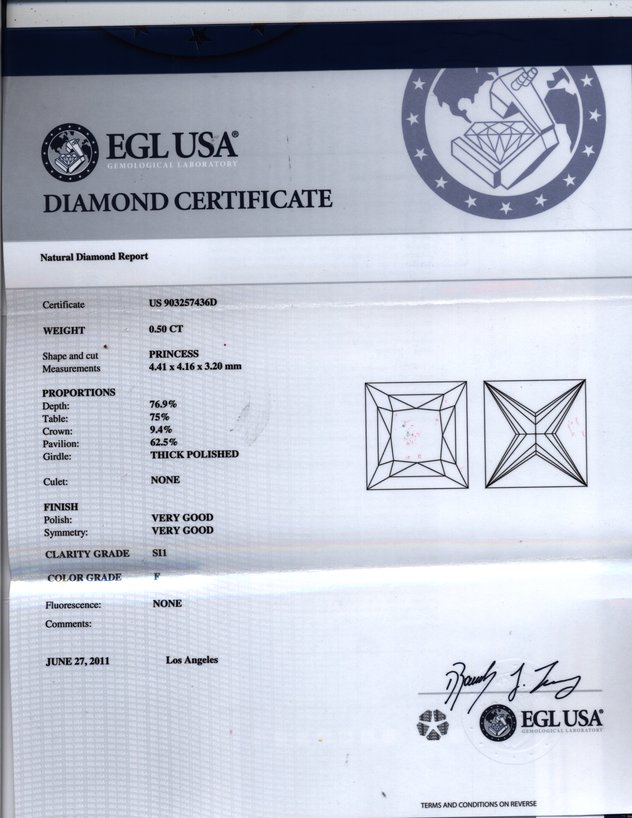 EGL USA®
GEMOLOGICAL LABORATORY
DIAMOND CERTIFICATE
Natural Diamond Report
Certificate US 903257436D
WEIGHT 0.50 CT
Shape and cut PRINCESS
Measurements 4.41 x 4.16 x 3.20 mm
PROPORTIONS
Depth: 76.9%
Table: 75%
Crown: 9.4%
Pavilion: 62.5%
Girdle: THICK POLISHED
Culet: NONE
FINISH
Polish: VERY GOOD
Symmetry: VERY GOOD
CLARITY GRADE SI1
COLOR GRADE F
Fluorescence: NONE
Comments:
JUNE 27, 2011 Los Angeles
EGL USA®
GEMOLOGICAL LABORATORY
TERMS AND CONDITIONS ON REVERSE